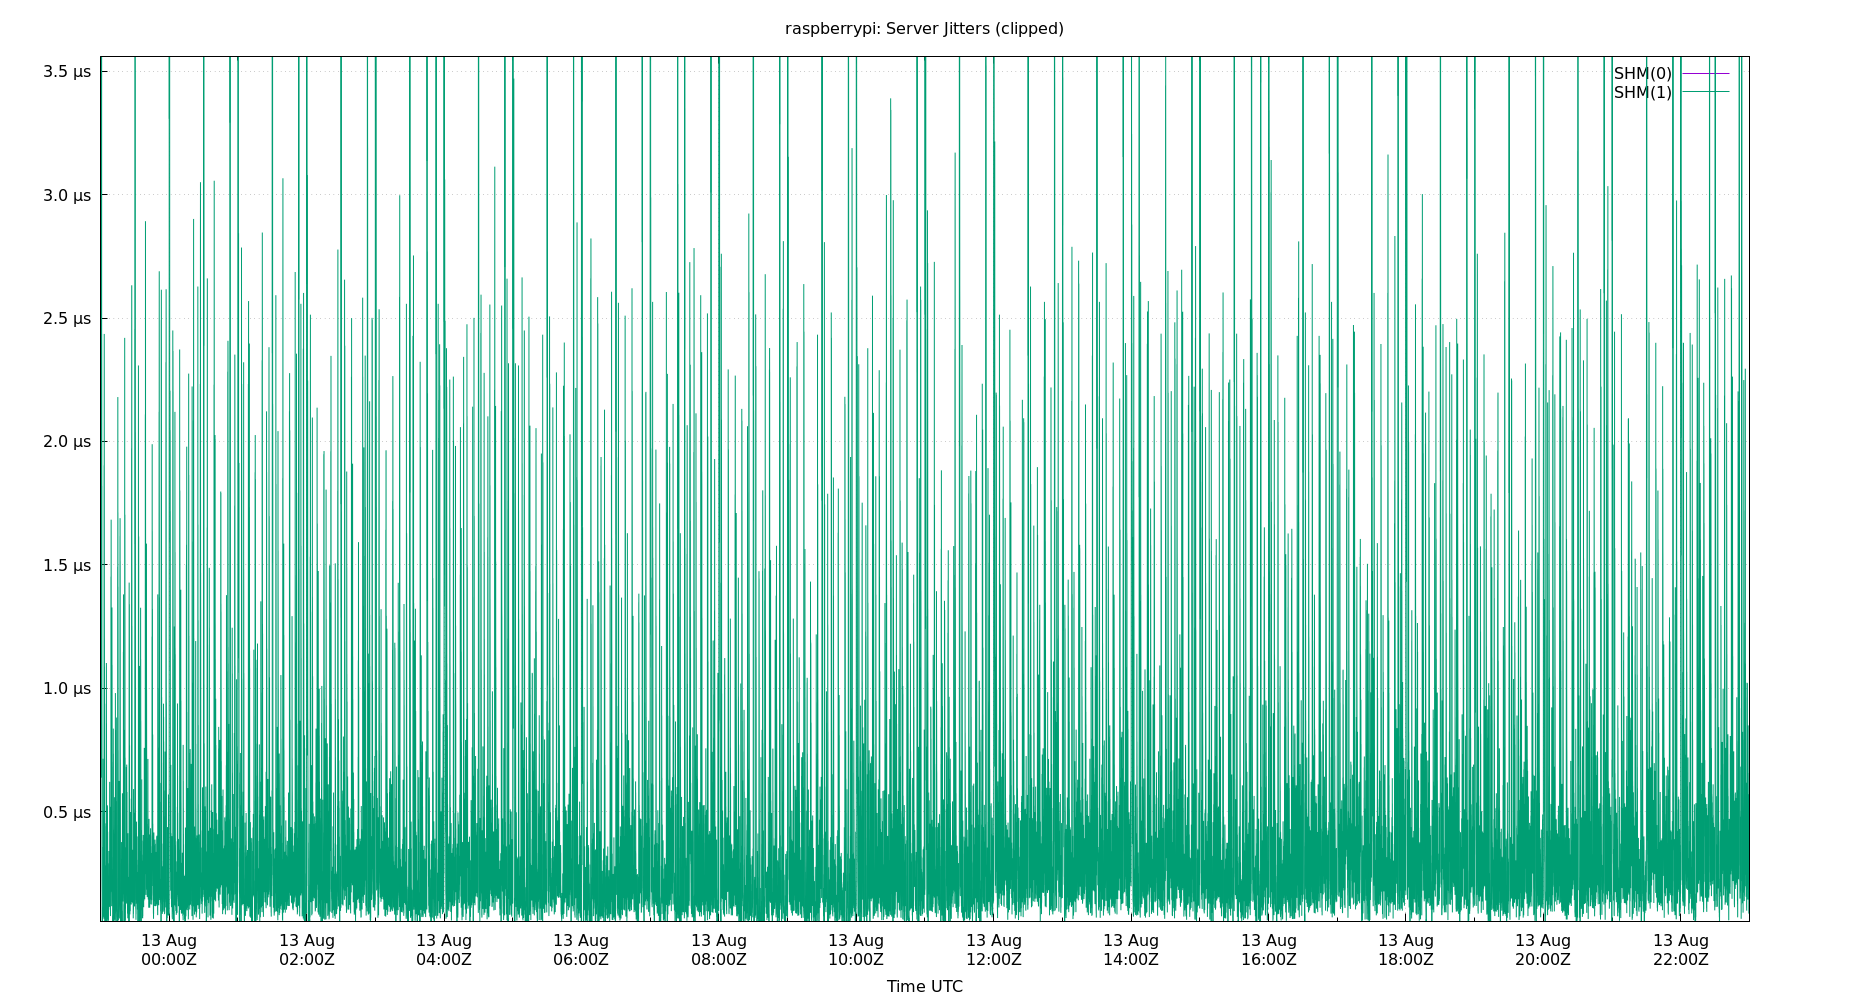 raspberrypi: Server Jitters (clipped)
3.5 µs
3.0 µs
2.5 µs
2.0 µs
1.5 µs
1.0 µs
0.5 µs
SHM(0)
SHM(1)
13 Aug 13 Aug 13 Aug 13 Aug 13 Aug 13 Aug 13 Aug 13 Aug 13 Aug 13 Aug 13 Aug 13 Aug
00:00Z 02:00Z 04:00Z 06:00Z 08:00Z 10:00Z 12:00Z 14:00Z 16:00Z 18:00Z 20:00Z 22:00Z
Time UTC